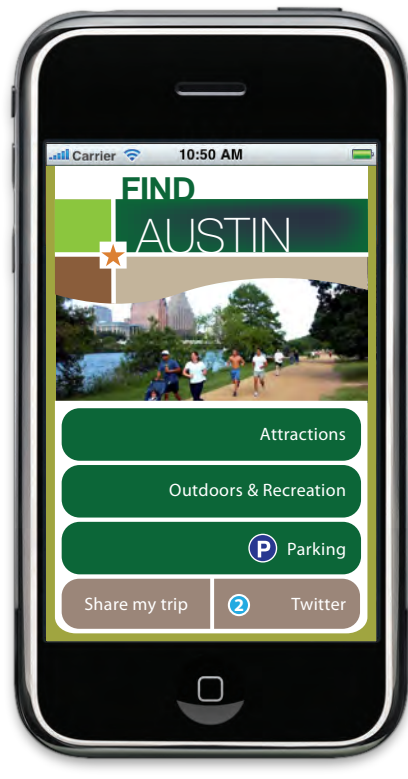 Carrier 10:50 AM
FIND
AUSTIN
Attractions
Outdoors & Recreation
P Parking
Share my trip 2 Twitter